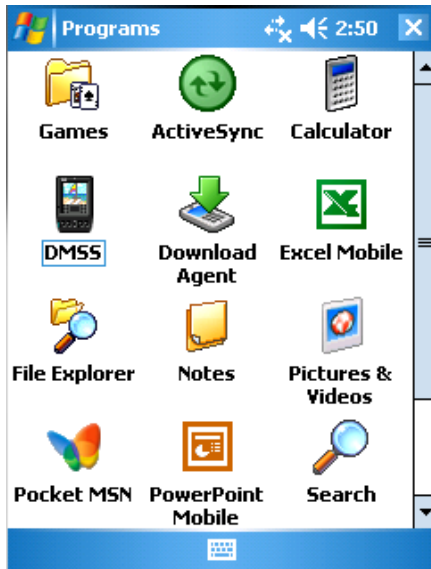 Programs 2:50
Games ActiveSync Calculator
DMSS Download Agent Excel Mobile
File Explorer Notes Pictures & Videos
Pocket MSN PowerPoint Mobile Search